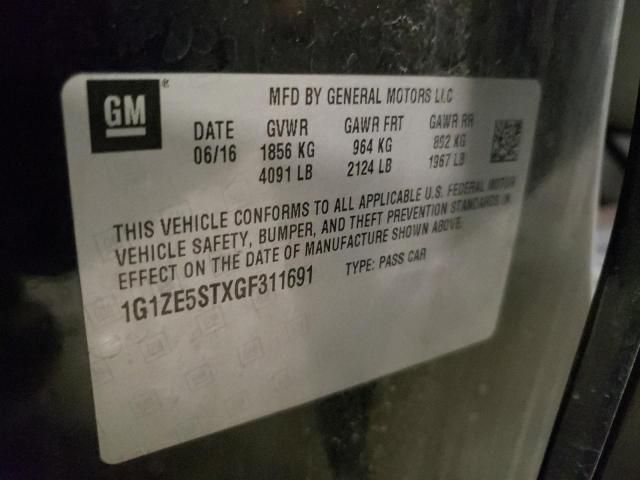 GM
MFD BY GENERAL MOTORS LLC
DATE GVWR GAWR FRT GAWR RR
06/16 1856 KG 964 KG 892 KG
4091 LB 2124 LB 1967 LB
THIS VEHICLE CONFORMS TO ALL APPLICABLE U.S. FEDERAL MOTOR
VEHICLE SAFETY, BUMPER, AND THEFT PREVENTION STANDARDS IN
EFFECT ON THE DATE OF MANUFACTURE SHOWN ABOVE.
1G1ZE5STXGF311691 TYPE: PASS CAR